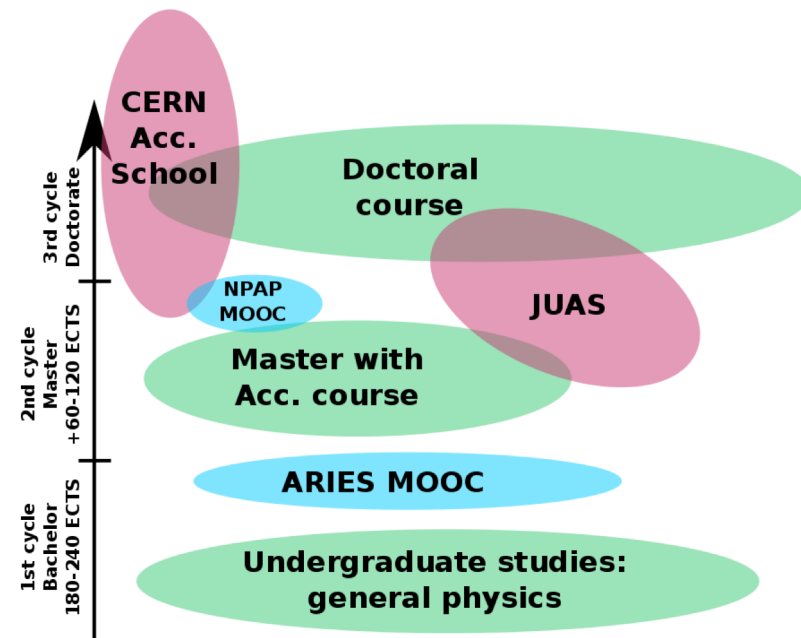 CERN
Acc.
School
Doctoral
course
3rd cycle
Doctorate
NPAP
MOOC
JUAS
Master with
Acc. course
2nd cycle
Master
+60-120 ECTS
ARIES MOOC
1st cycle
Bachelor
180-240 ECTS
Undergraduate studies:
general physics